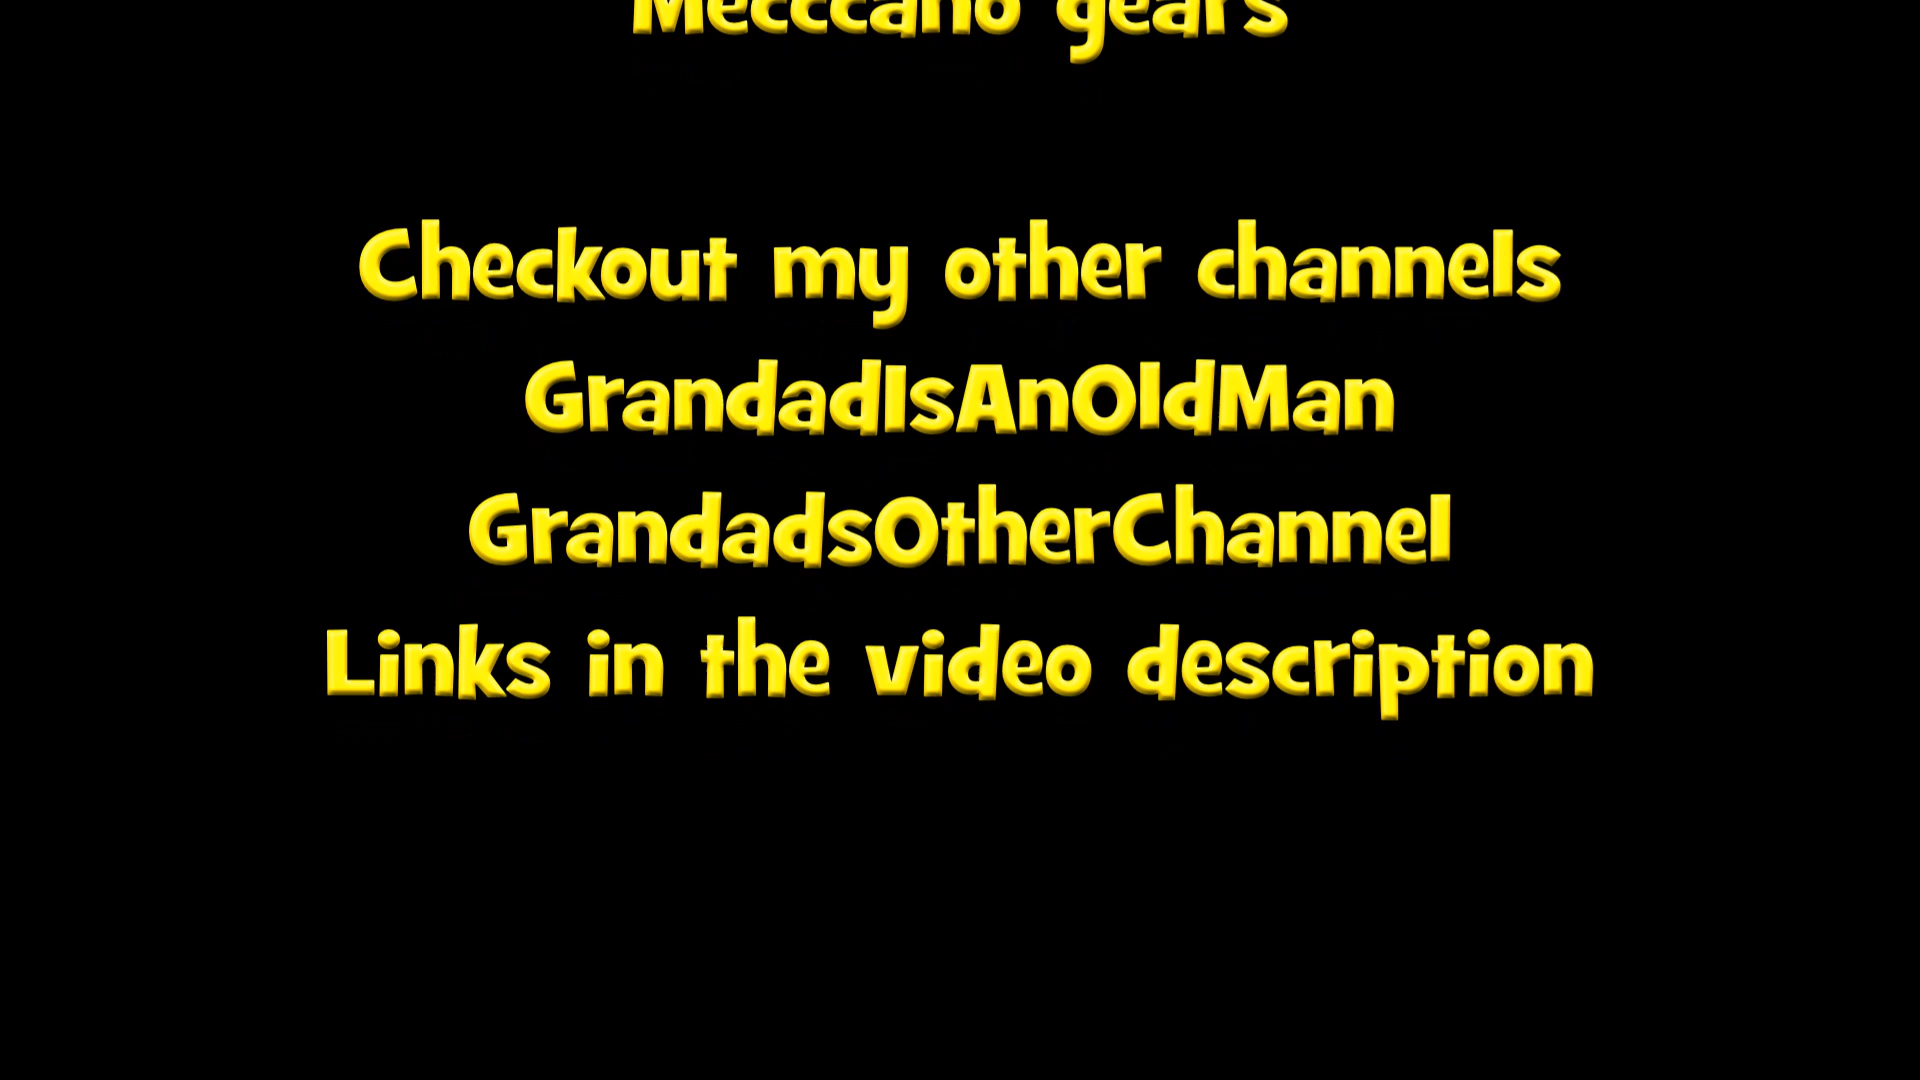 Mecccano gears
Checkout my other channels
GrandadIsAnOldMan
GrandadsOtherChannel
Links in the video description